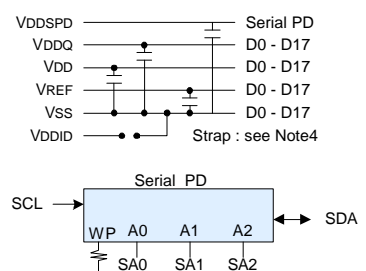 VDDSPD Serial PD
VDDQ D0 - D17
VDD D0 - D17
VREF D0 - D17
VSS D0 - D17
VDDID Strap : see Note4
Serial PD
SCL SDA
WP A0 A1 A2
SA0 SA1 SA2